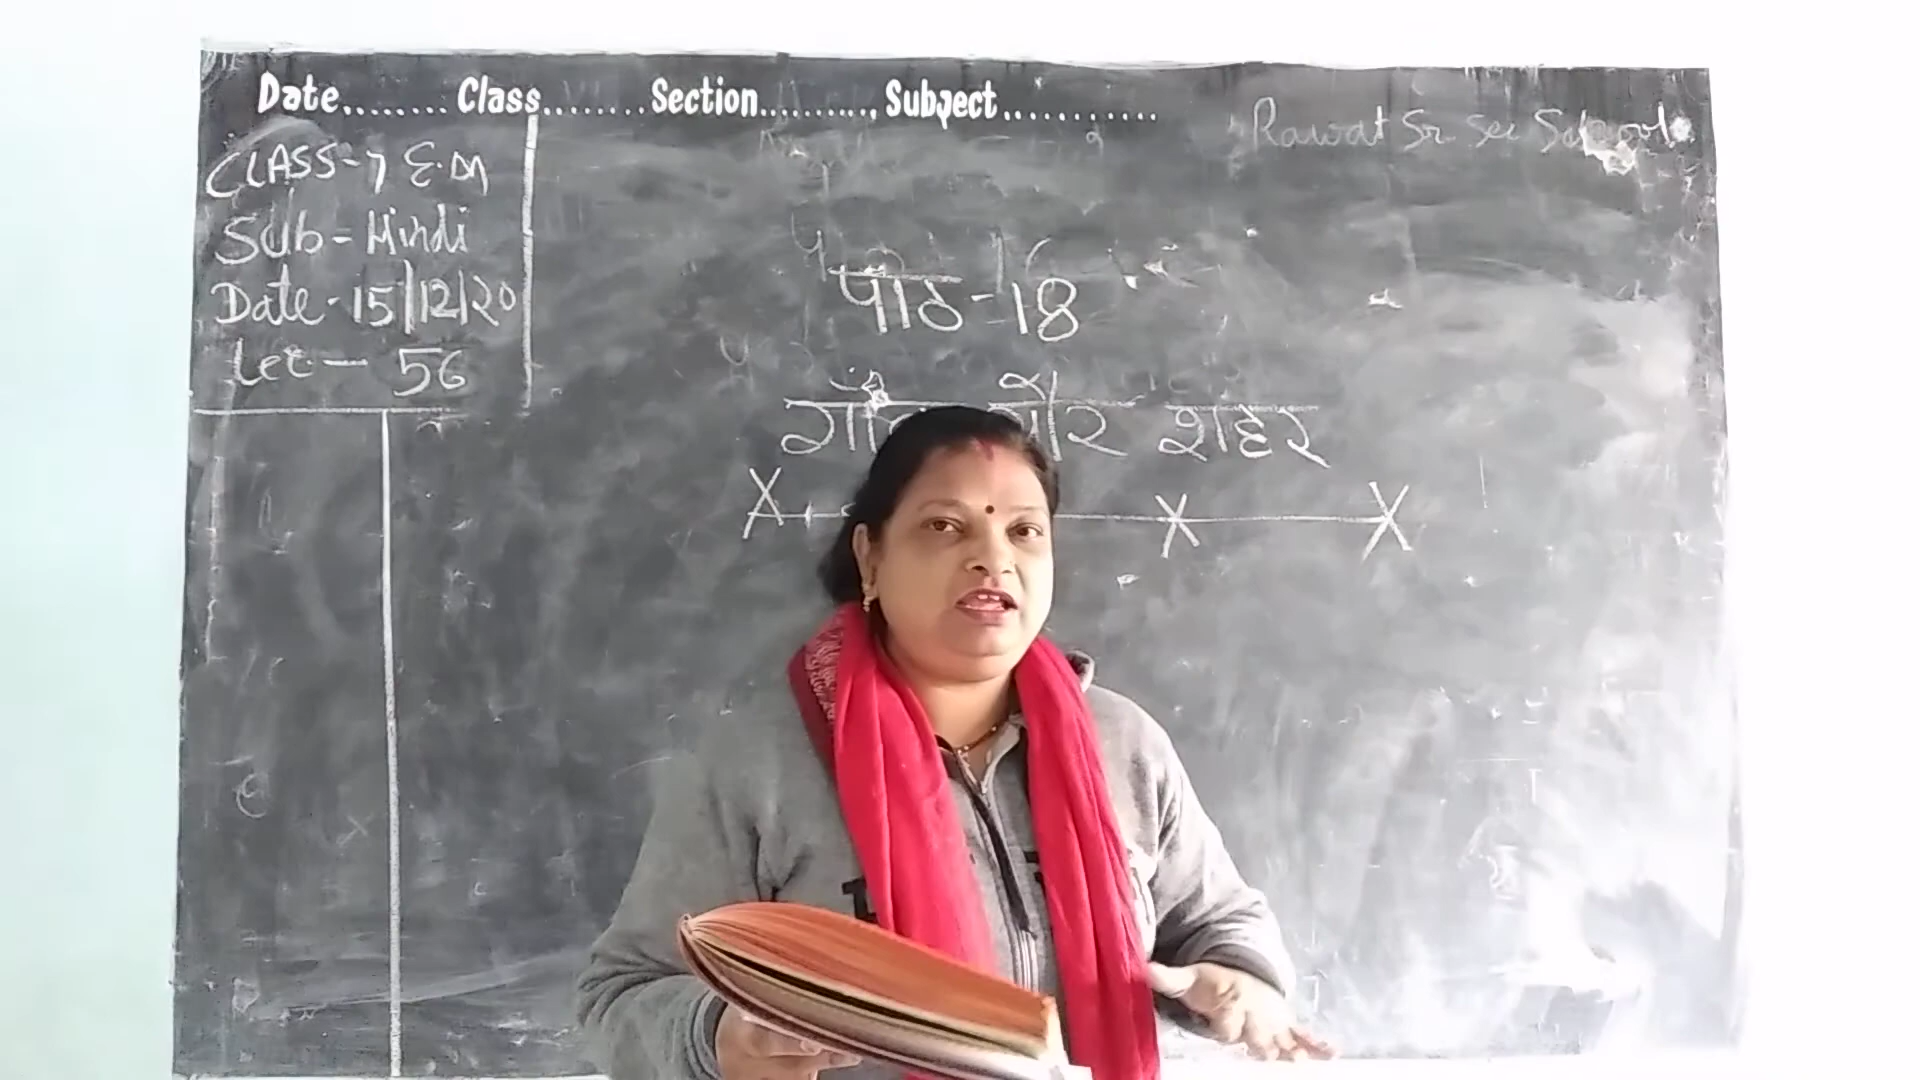 Date........ Class........ Section.........., Subject............
Rawat Sr Sec School
CLASS-7 E.M
Sub - Hindi
Date - 15/12/20
Lec - 56
पाठ - 18
और शहर